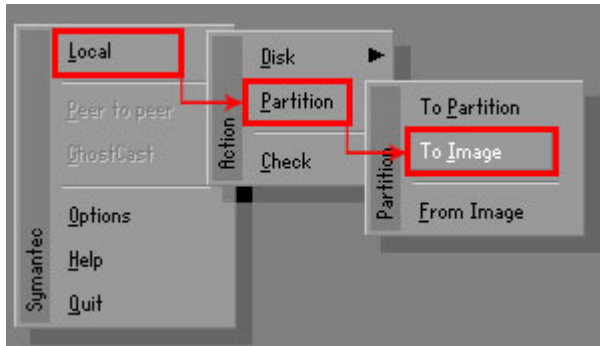 Local
Peer to peer
GhostCast
Options
Help
Quit
Symantec
Disk
Partition
Check
Action
To Partition
To Image
From Image
Partition